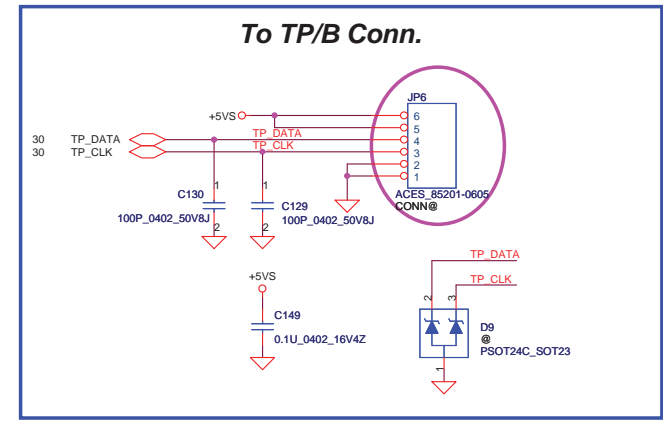 To TP/B Conn.
JP6
+5VS
6
5
30 TP_DATA
TP_DATA
4
30 TP_CLK
TP_CLK
3
2
1
ACES_85201-0605
CONN@
C130
1
2
100P_0402_50V8J
C129
1
2
100P_0402_50V8J
+5VS
C149
0.1U_0402_16V4Z
TP_DATA
TP_CLK
2
3
D9
@
PSOT24C_SOT23
1